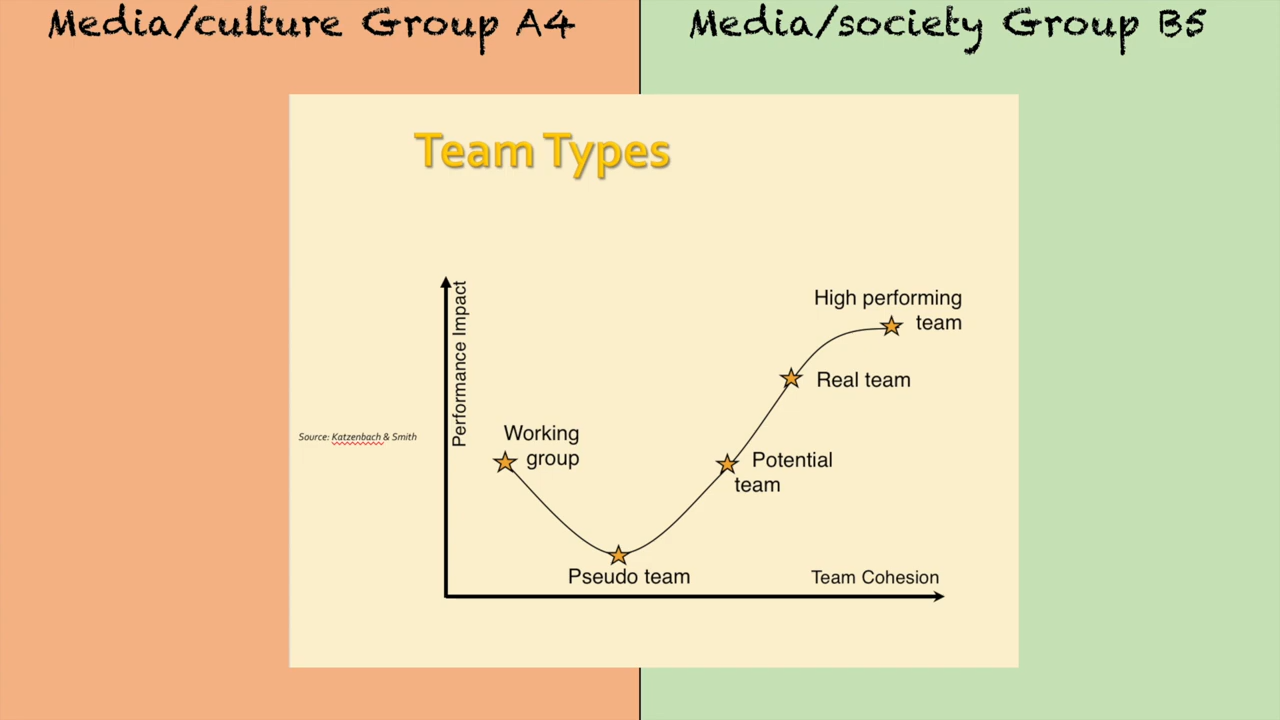 Media/culture Group A4
Media/society Group B5
Team Types
Performance Impact
High performing
team
Real team
Source: Katzenbach & Smith
Working
group
Potential
team
Pseudo team
Team Cohesion